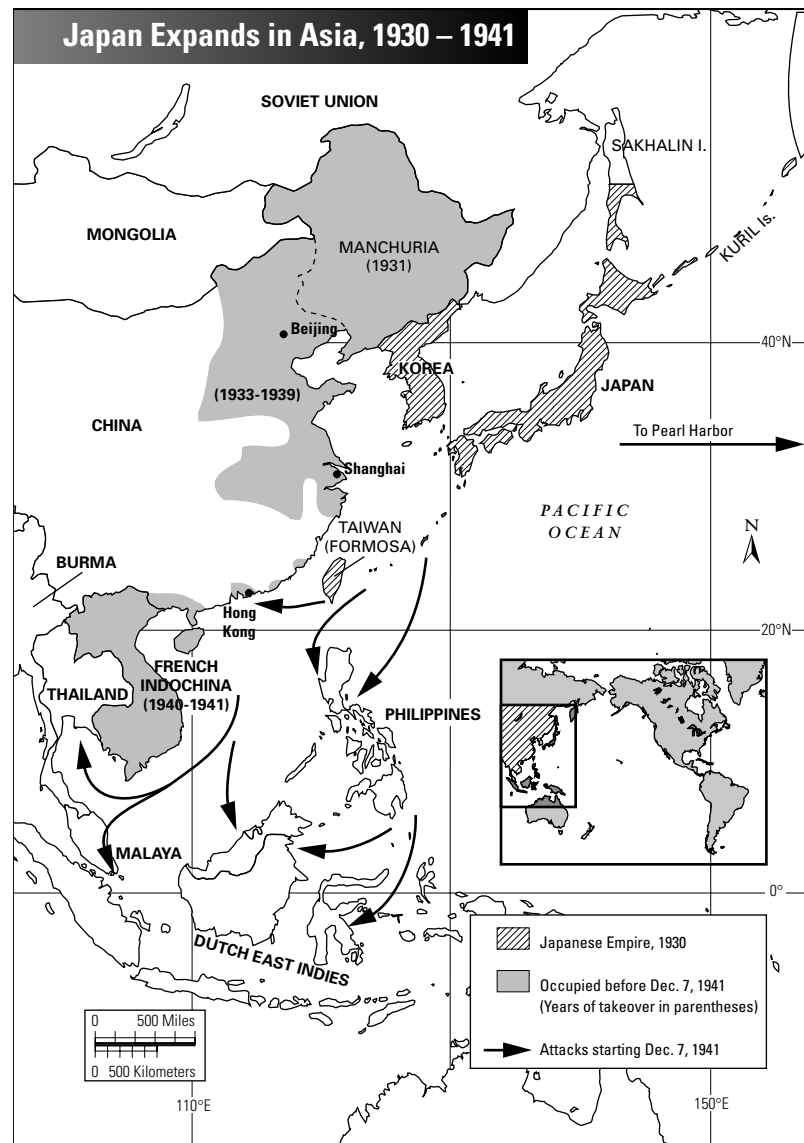 Japan Expands in Asia, 1930 – 1941
SOVIET UNION
SAKHALIN I.
MONGOLIA
MANCHURIA
(1931)
KURIL Is.
Beijing
40°N
KOREA
JAPAN
(1933-1939)
CHINA
To Pearl Harbor
Shanghai
PACIFIC
OCEAN
N
TAIWAN
(FORMOSA)
BURMA
Hong
Kong
20°N
FRENCH
INDOCHINA
(1940-1941)
THAILAND
PHILIPPINES
MALAYA
0°
DUTCH EAST INDIES
Japanese Empire, 1930
Occupied before Dec. 7, 1941
(Years of takeover in parentheses)
Attacks starting Dec. 7, 1941
0 500 Miles
0 500 Kilometers
110°E
150°E